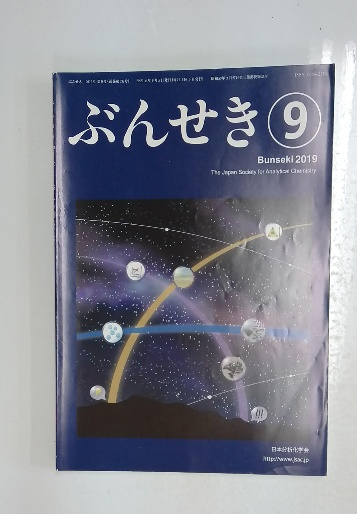 ぶんせき 9
Bunseki 2019
The Japan Society for Analytical Chemistry
日本分析化学会
http://www.jsac.jp